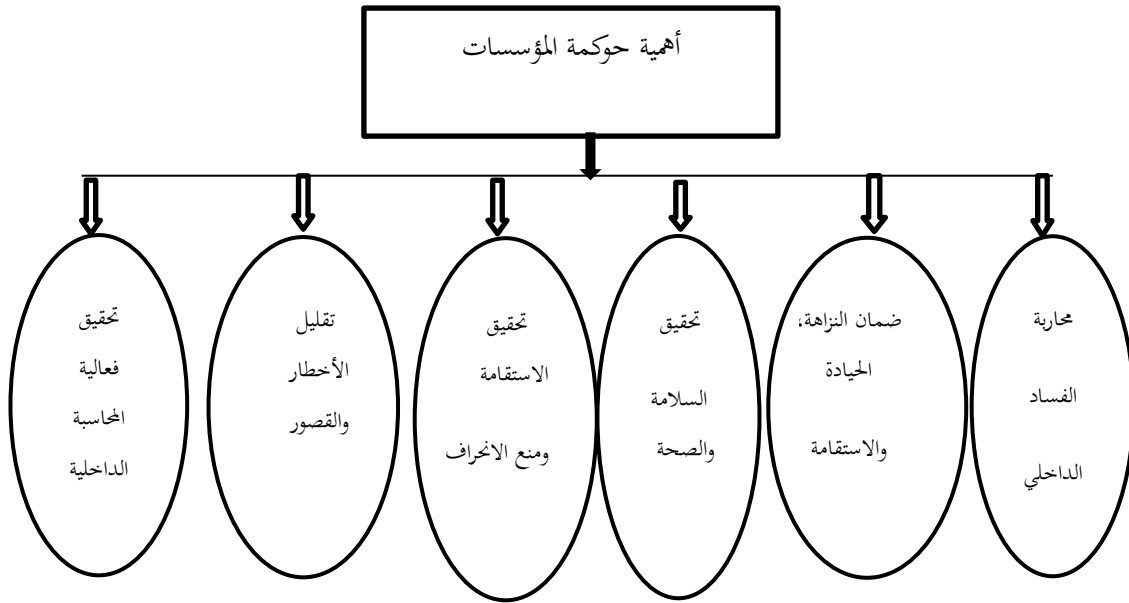 أهمية حوكمة المؤسسات
محاربة
الفساد
الداخلي
ضمان النزاهة،
الحيادة
والاستقامة
تحقيق
السلامة
والصحة
تحقيق
الاستقامة
ومنع الانحراف
تقليل
الأخطار
والقصور
تحقيق
فعالية
المحاسبة
الداخلية